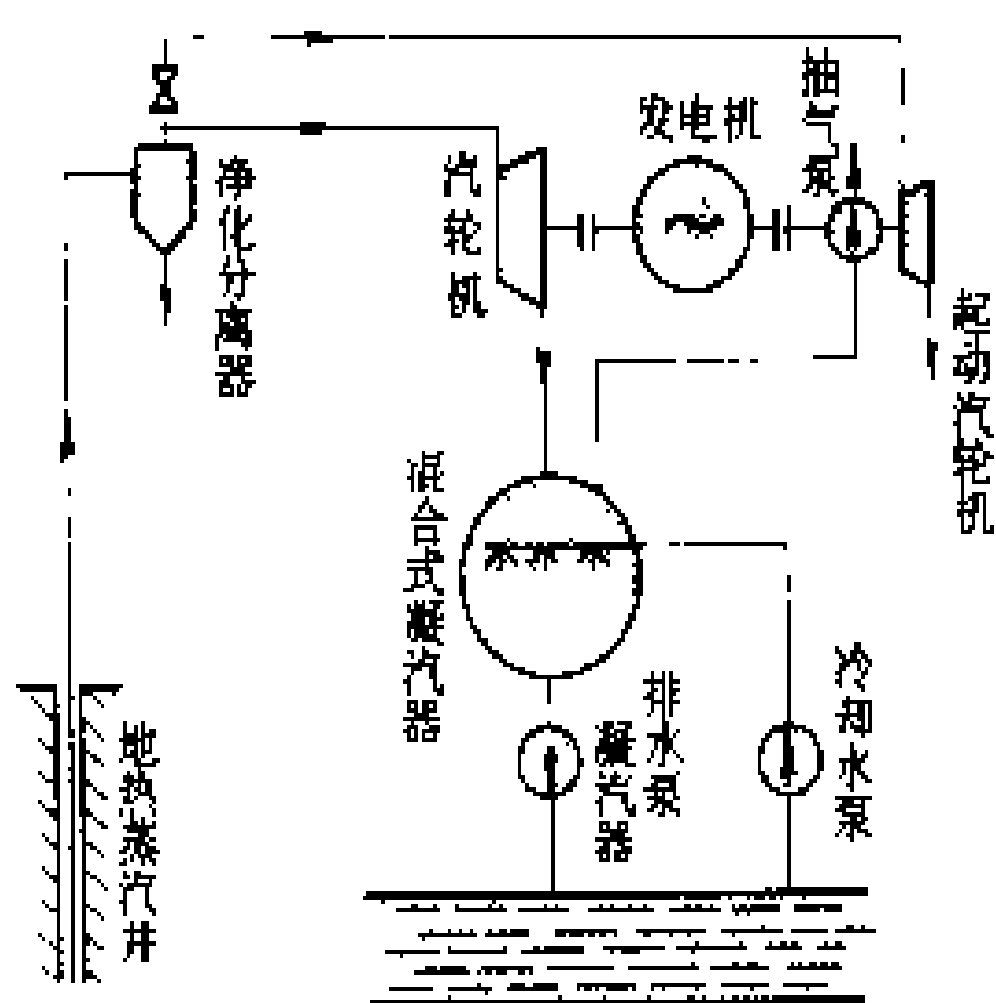 抽气泵
发电机
汽轮机
净化分离器
起动汽轮机
混合式凝汽器
排水泵
凝汽器
冷却水泵
地热蒸汽井